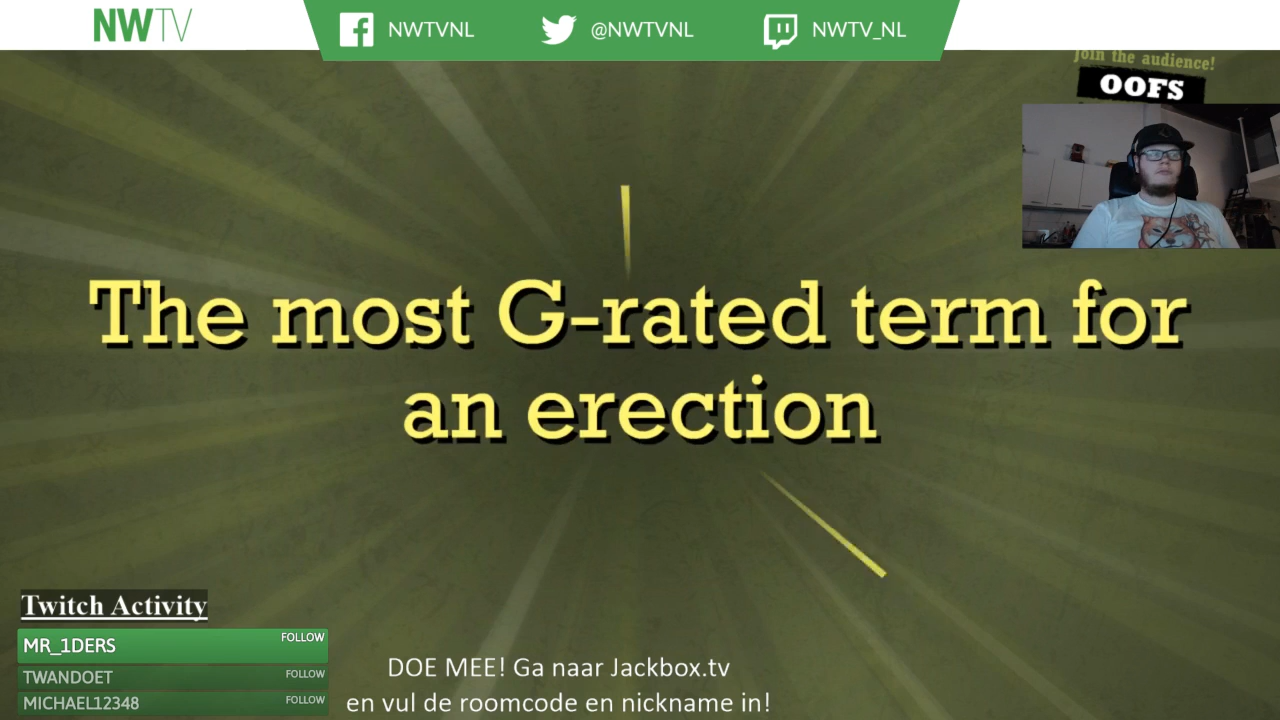 NWTV
NWTVNL
@NWTVNL
NWTV_NL
Join the audience!
OOFS
The most G-rated term for
an erection
Twitch Activity
MR_1DERS FOLLOW
TWANDOET FOLLOW
MICHAEL12348 FOLLOW
DOE MEE! Ga naar Jackbox.tv
en vul de roomcode en nickname in!